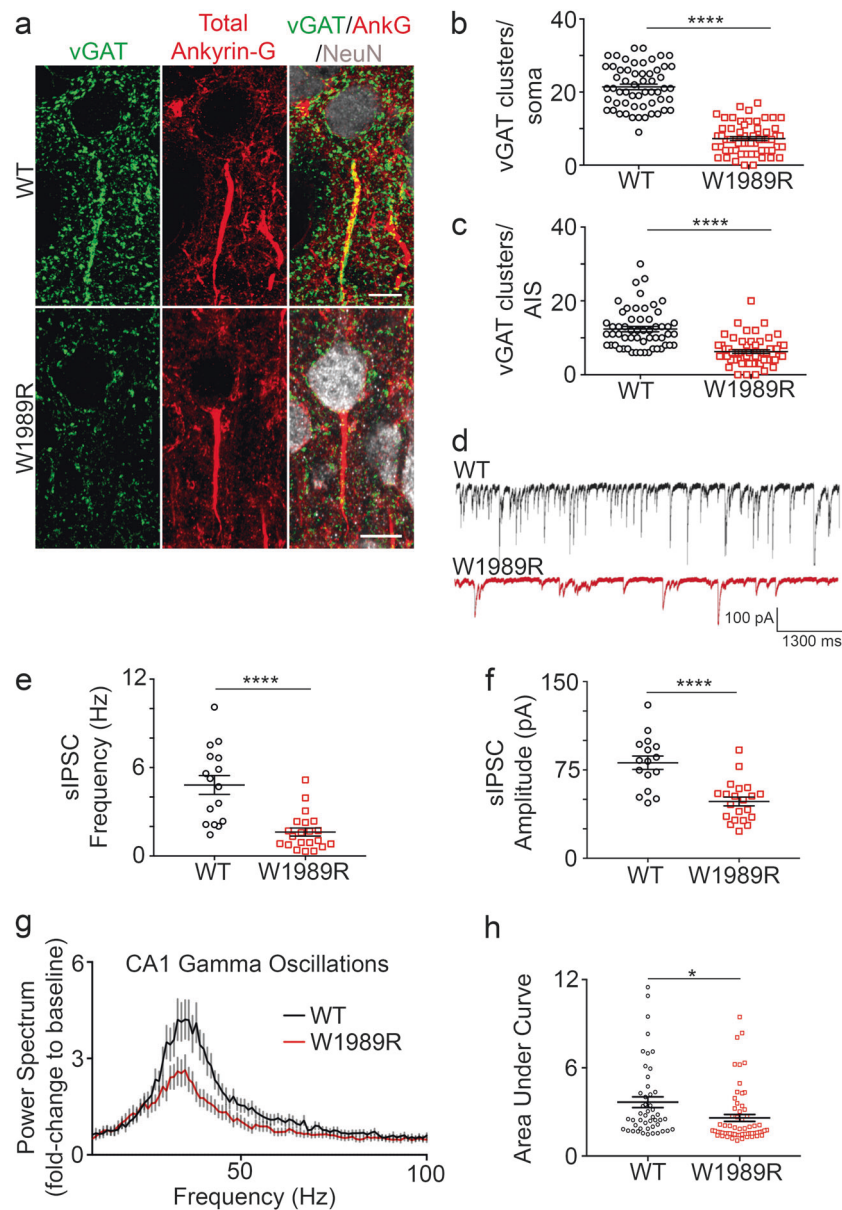 a
vGAT
Total
Ankyrin-G
vGAT/AnkG
/NeuN
WT
W1989R
b
vGAT clusters/
soma
40
20
0
****
WT
W1989R
c
vGAT clusters/
AIS
40
20
0
****
WT
W1989R
d
WT
W1989R
100 pA
1300 ms
e
sIPSC
Frequency (Hz)
12
6
0
****
WT
W1989R
f
sIPSC
Amplitude (pA)
150
75
0
****
WT
W1989R
g
CA1 Gamma Oscillations
Power Spectrum
(fold-change to baseline)
6
3
0
WT
W1989R
50
100
Frequency (Hz)
h
Area Under Curve
12
6
0
*
WT
W1989R